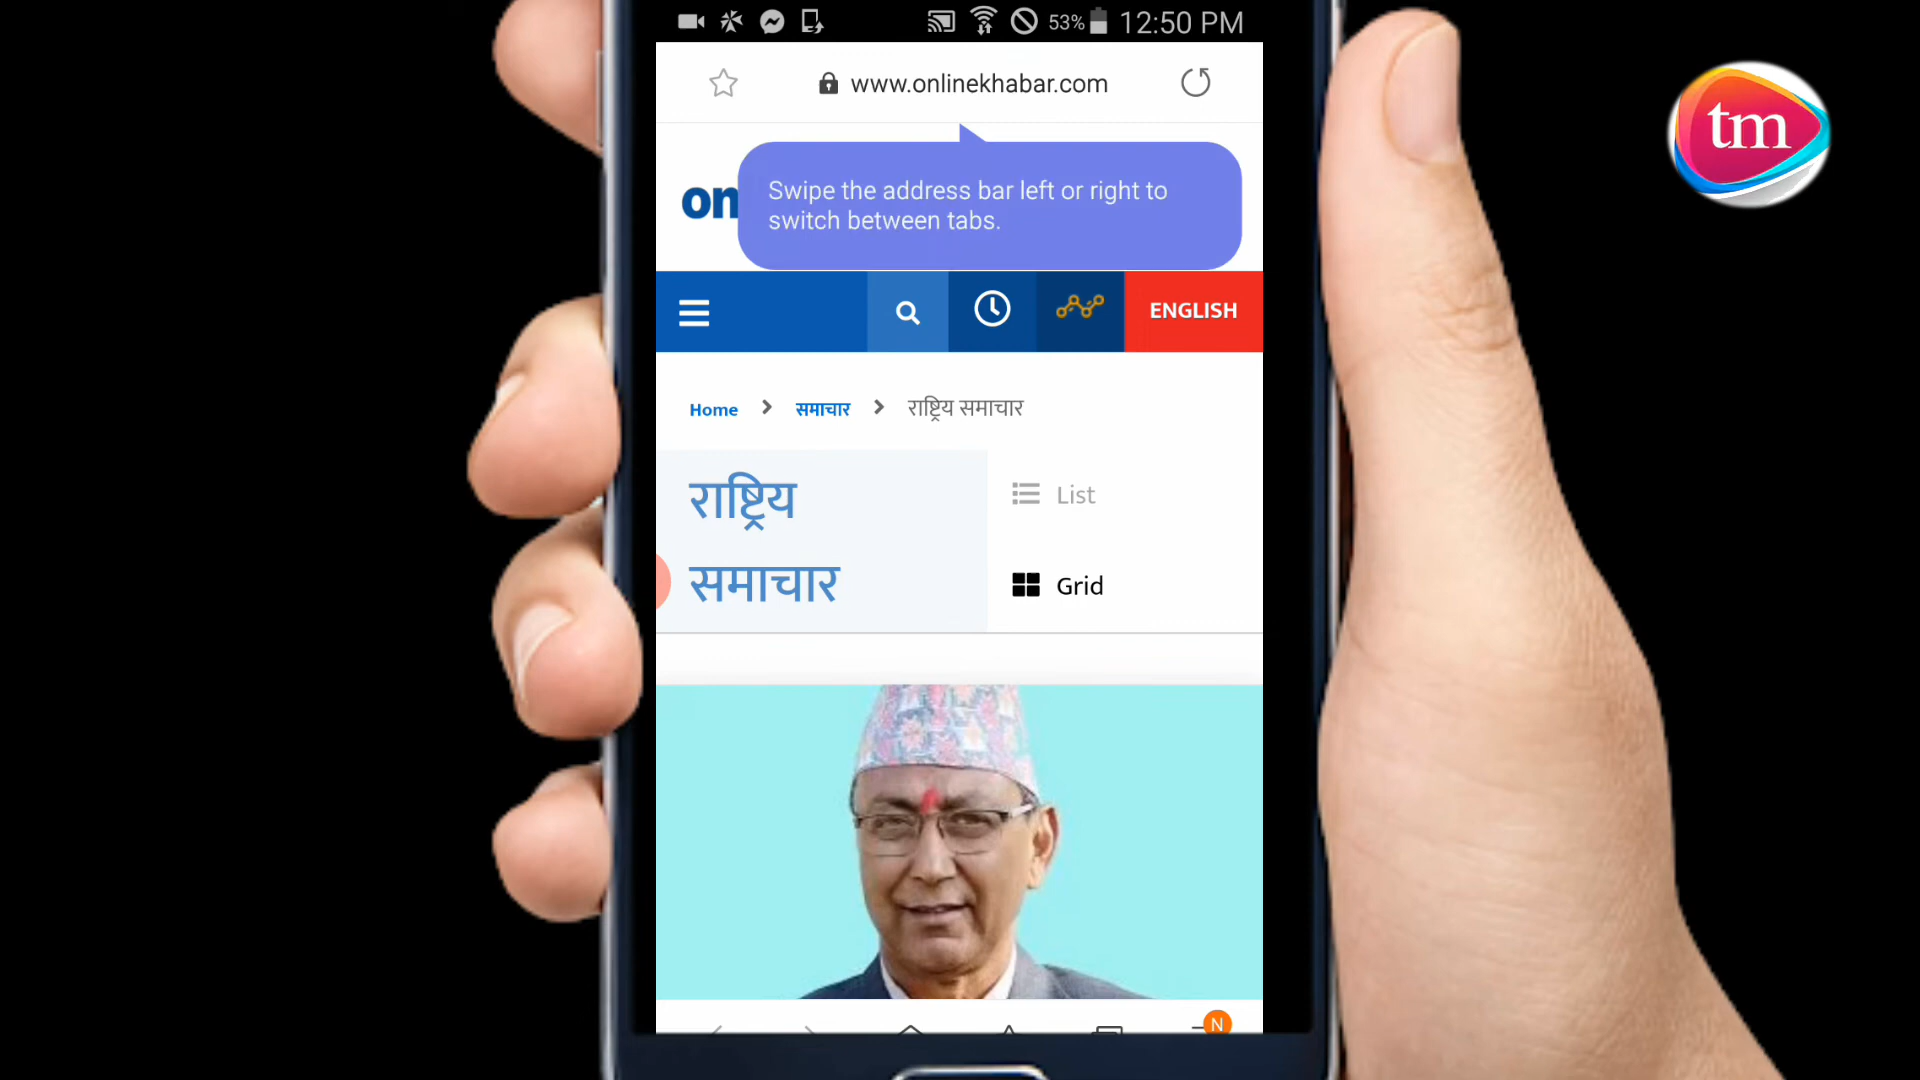 53% 12:50 PM
www.onlinekhabar.com
Swipe the address bar left or right to
switch between tabs.
on
ENGLISH
Home समाचार राष्ट्रिय समाचार
राष्ट्रिय
समाचार
List
Grid
N
tm